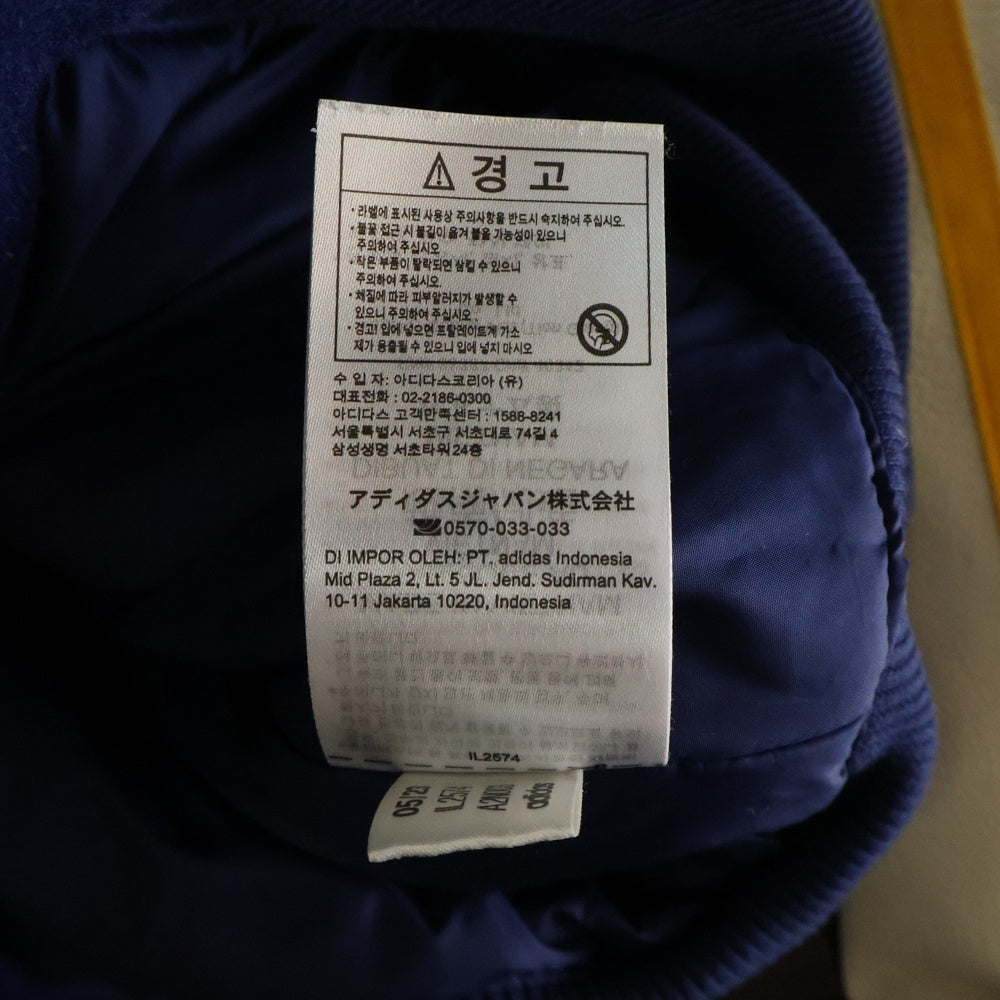 ⚠ 경 고
· 라벨에 표시된 사용상 주의사항을 반드시 숙지하여 주십시오.
· 불꽃 접근 시 불길이 옮겨 붙을 가능성이 있으니
주의하여 주십시오
· 작은 부품이 탈락되면 삼킬 수 있으니
주의하여 주십시오.
· 체질에 따라 피부알러지가 발생할 수
있으니 주의하여 주십시오 .
· 경고! 입에 넣으면 프탈레이트계 가소
제가 용출될 수 있으니 입에 넣지 마시오
수 입 자: 아디다스코리아 (유)
대표전화 : 02-2186-0300
아디다스 고객만족센터 : 1588-8241
서울특별시 서초구 서초대로 74길 4
삼성생명 서초타워 24층
DIBUAT DI NEGARA
アディダスジャパン株式会社
0570-033-033
DI IMPOR OLEH: PT. adidas Indonesia
Mid Plaza 2, Lt. 5 JL. Jend. Sudirman Kav.
10-11 Jakarta 10220, Indonesia
IL2574
05/23
IL2574
adidas